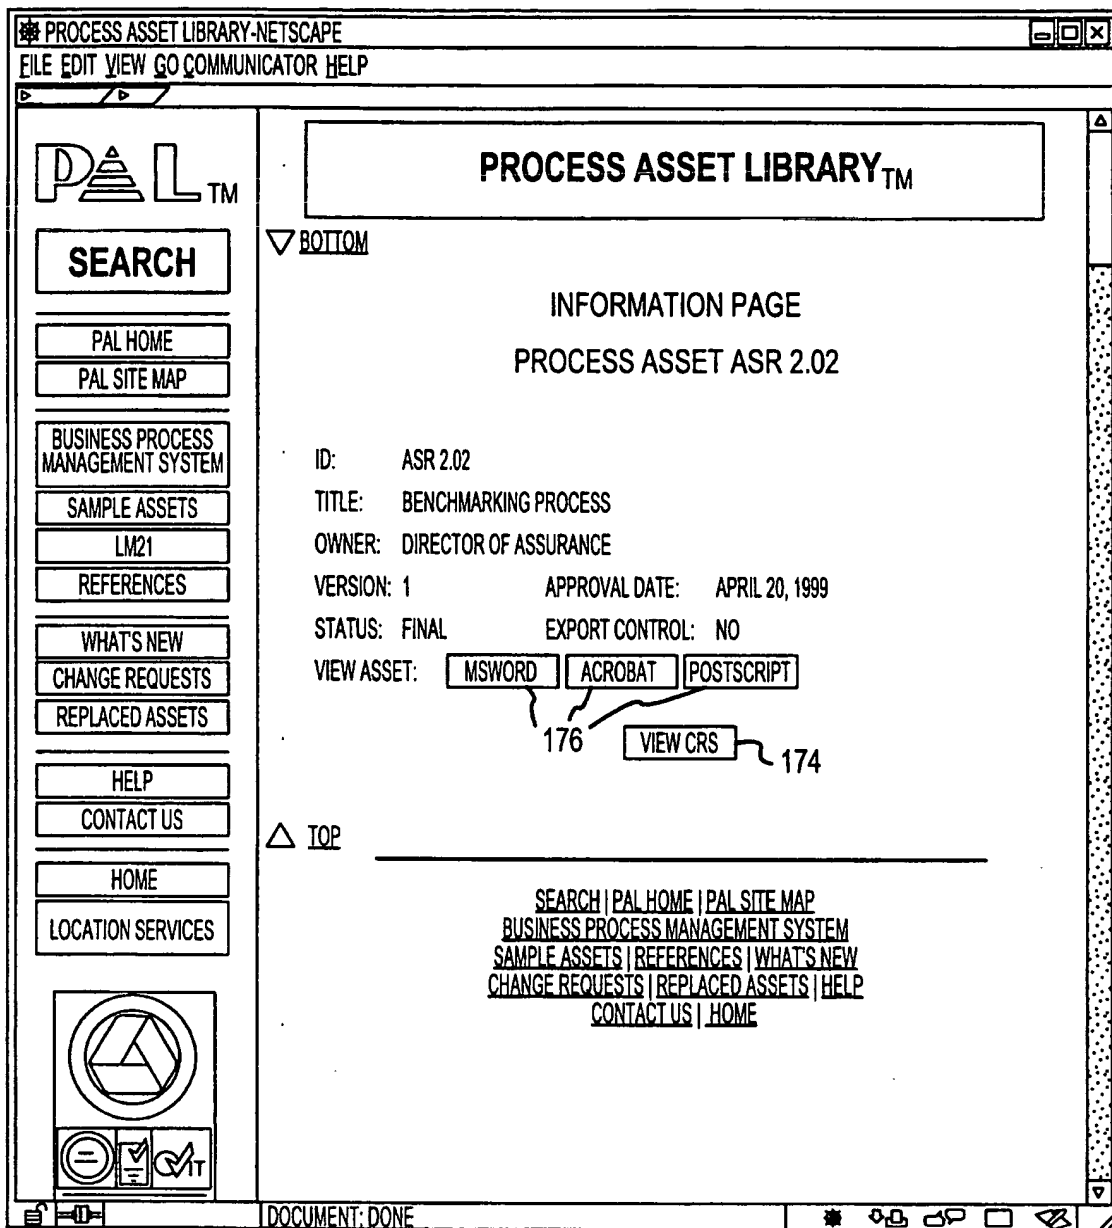 PROCESS ASSET LIBRARY-NETSCAPE
FILE EDIT VIEW GO COMMUNICATOR HELP
PAL TM
SEARCH
PAL HOME
PAL SITE MAP
BUSINESS PROCESS
MANAGEMENT SYSTEM
SAMPLE ASSETS
LM21
REFERENCES
WHAT'S NEW
CHANGE REQUESTS
REPLACED ASSETS
HELP
CONTACT US
HOME
LOCATION SERVICES
IT
PROCESS ASSET LIBRARY TM
BOTTOM
INFORMATION PAGE
PROCESS ASSET ASR 2.02
ID: ASR 2.02
TITLE: BENCHMARKING PROCESS
OWNER: DIRECTOR OF ASSURANCE
VERSION: 1 APPROVAL DATE: APRIL 20, 1999
STATUS: FINAL EXPORT CONTROL: NO
VIEW ASSET: MSWORD ACROBAT POSTSCRIPT
176
VIEW CRS 174
TOP
SEARCH | PAL HOME | PAL SITE MAP
BUSINESS PROCESS MANAGEMENT SYSTEM
SAMPLE ASSETS | REFERENCES | WHAT'S NEW
CHANGE REQUESTS | REPLACED ASSETS | HELP
CONTACT US | HOME
DOCUMENT: DONE